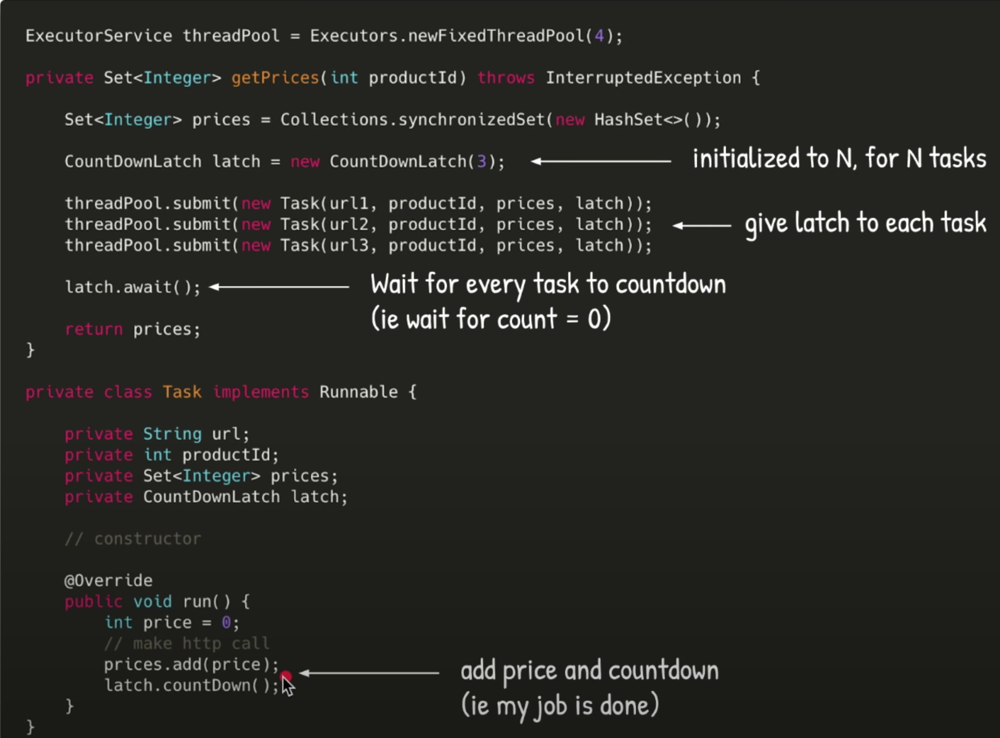 ExecutorService threadPool = Executors.newFixedThreadPool(4);
private Set<Integer> getPrices(int productId) throws InterruptedException {
Set<Integer> prices = Collections.synchronizedSet(new HashSet<>());
CountDownLatch latch = new CountDownLatch(3);
initialized to N, for N tasks
threadPool.submit(new Task(url1, productId, prices, latch));
threadPool.submit(new Task(url2, productId, prices, latch));
threadPool.submit(new Task(url3, productId, prices, latch));
give latch to each task
latch.await();
Wait for every task to countdown
(ie wait for count = 0)
return prices;
}
private class Task implements Runnable {
private String url;
private int productId;
private Set<Integer> prices;
private CountDownLatch latch;
// constructor
@Override
public void run() {
int price = 0;
// make http call
prices.add(price);
latch.countDown();
add price and countdown
(ie my job is done)
}
}